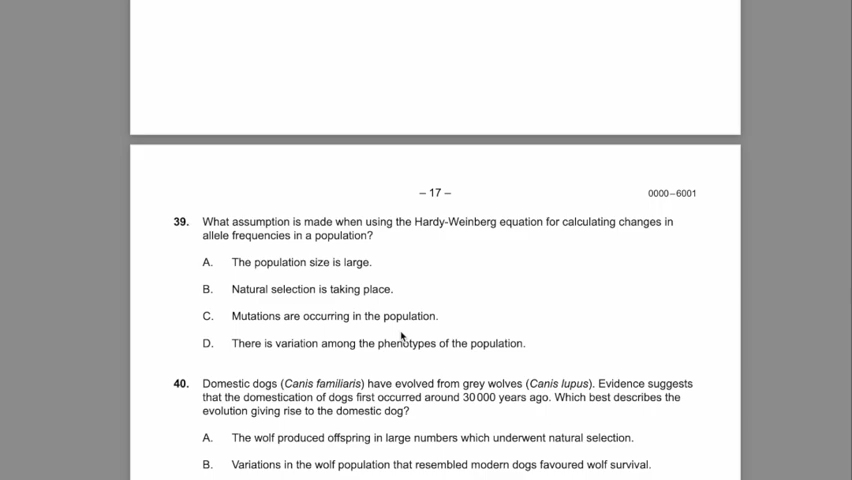 – 17 –
0000–6001
39. What assumption is made when using the Hardy-Weinberg equation for calculating changes in
allele frequencies in a population?
A. The population size is large.
B. Natural selection is taking place.
C. Mutations are occurring in the population.
D. There is variation among the phenotypes of the population.
40. Domestic dogs (Canis familiaris) have evolved from grey wolves (Canis lupus). Evidence suggests
that the domestication of dogs first occurred around 30 000 years ago. Which best describes the
evolution giving rise to the domestic dog?
A. The wolf produced offspring in large numbers which underwent natural selection.
B. Variations in the wolf population that resembled modern dogs favoured wolf survival.